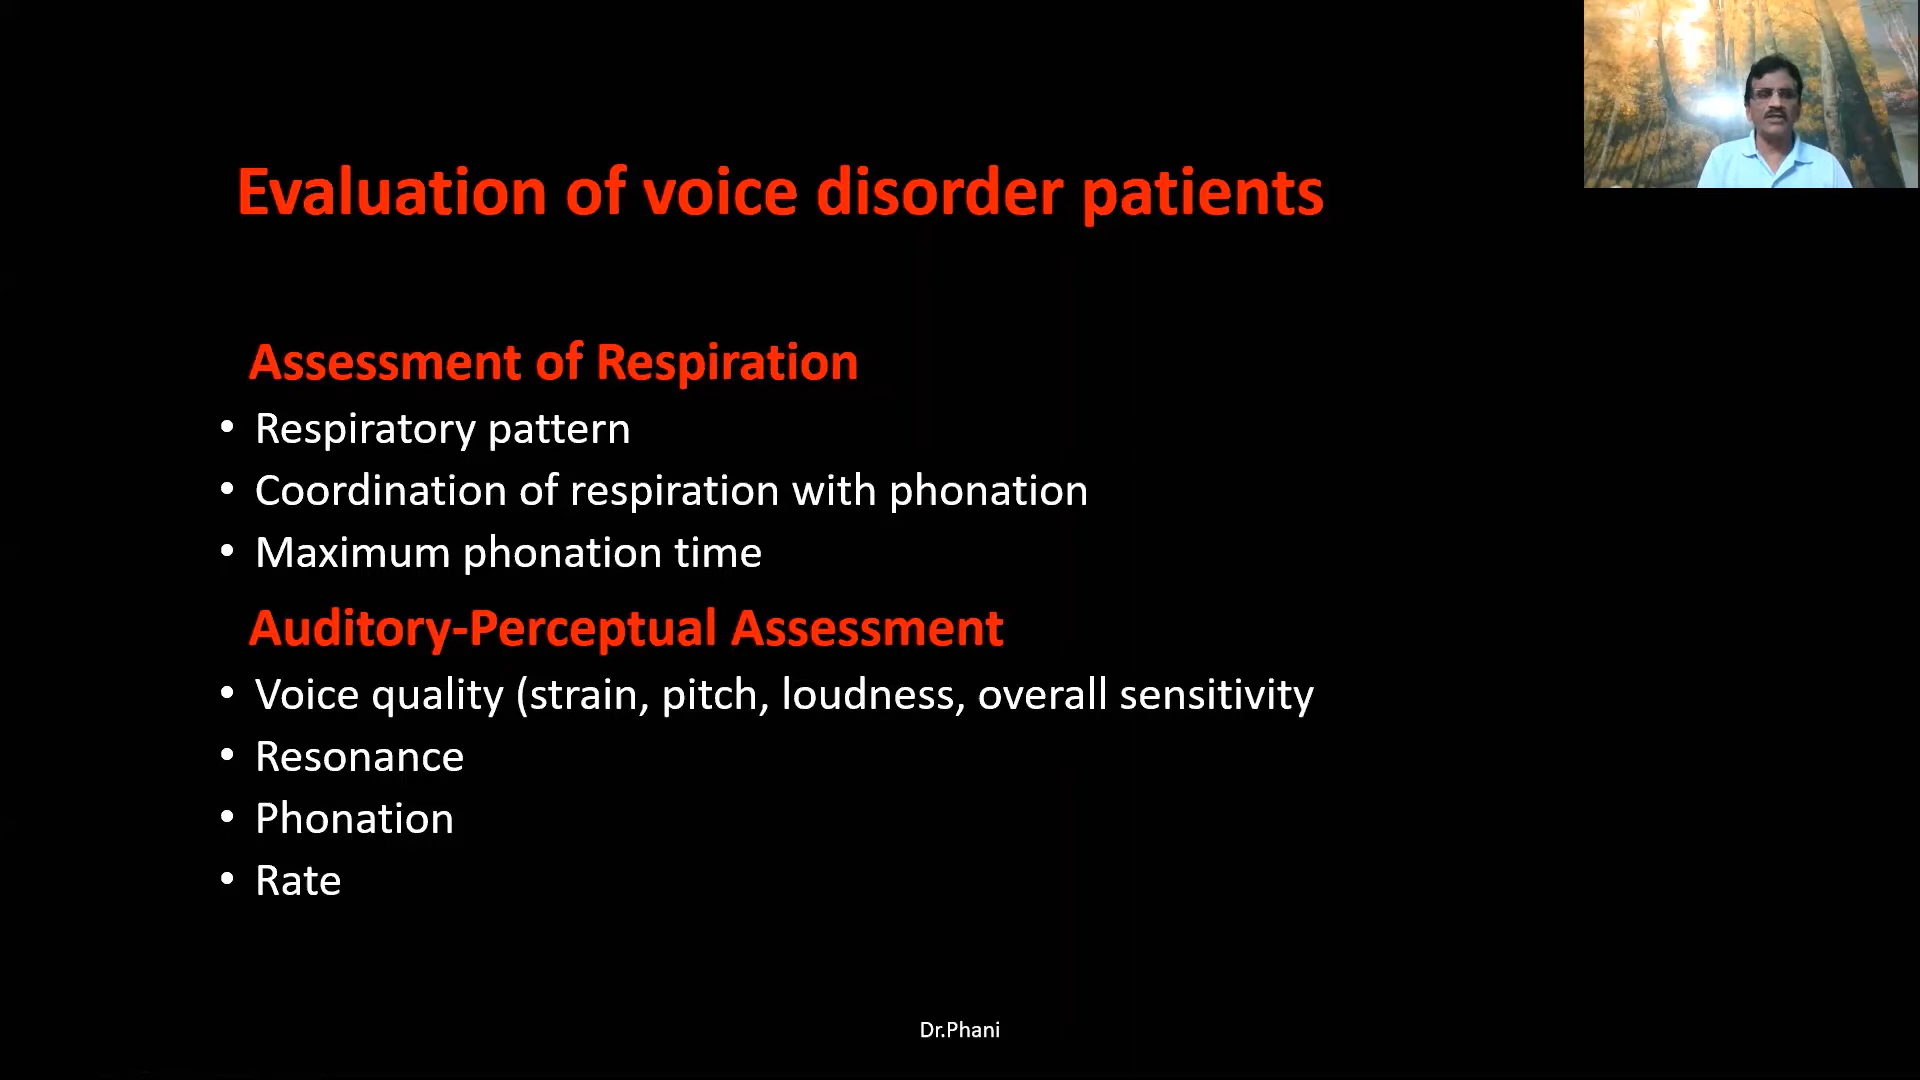 Evaluation of voice disorder patients
Assessment of Respiration
• Respiratory pattern
• Coordination of respiration with phonation
• Maximum phonation time
Auditory-Perceptual Assessment
• Voice quality (strain, pitch, loudness, overall sensitivity
• Resonance
• Phonation
• Rate
Dr.Phani